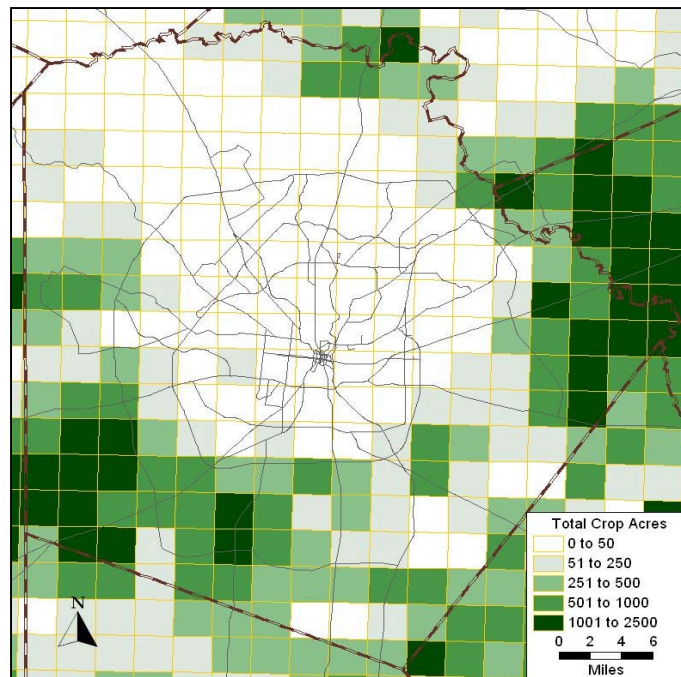 Total Crop Acres
0 to 50
51 to 250
251 to 500
501 to 1000
1001 to 2500
N
0 2 4 6
Miles